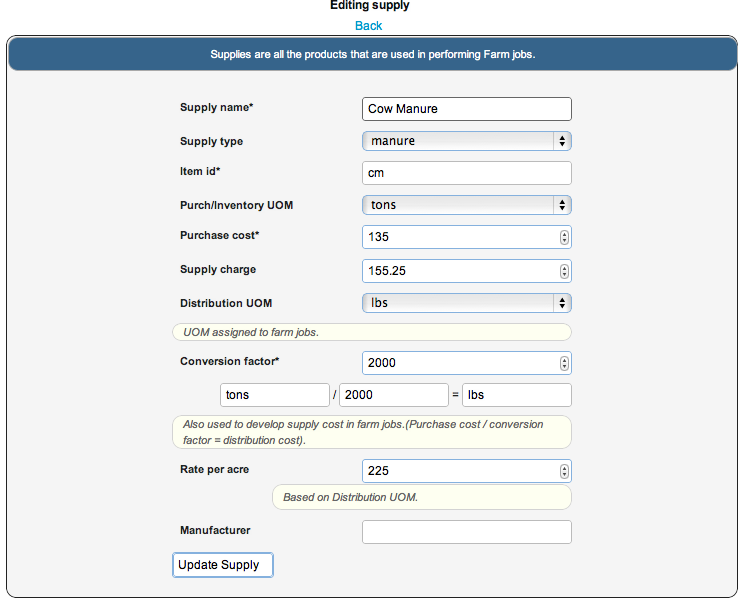 Editing supply
Back
Supplies are all the products that are used in performing Farm jobs.
Supply name* Cow Manure
Supply type manure
Item id* cm
Purch/Inventory UOM tons
Purchase cost* 135
Supply charge 155.25
Distribution UOM lbs
UOM assigned to farm jobs.
Conversion factor* 2000
tons / 2000 = lbs
Also used to develop supply cost in farm jobs.(Purchase cost / conversion
factor = distribution cost).
Rate per acre 225
Based on Distribution UOM.
Manufacturer
Update Supply